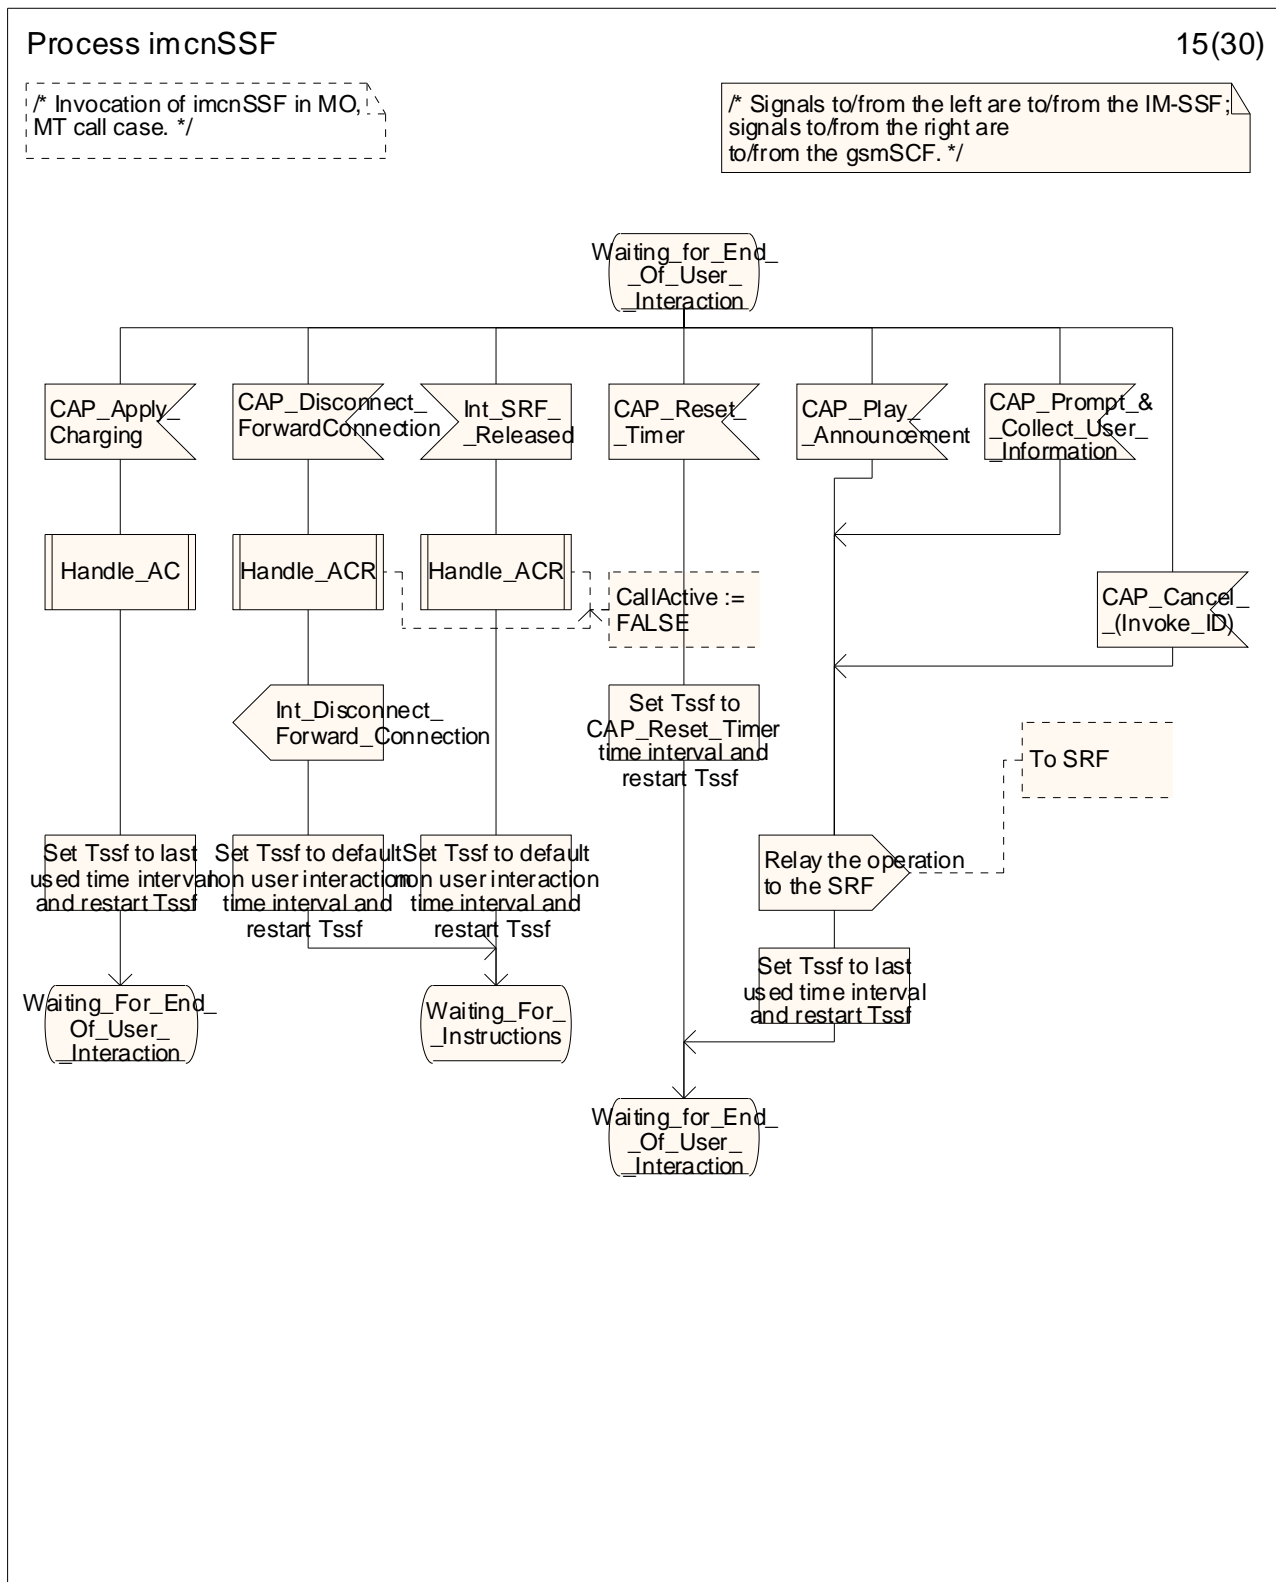 Process imcnSSF
15(30)
/* Invocation of imcnSSF in MO,
MT call case. */
/* Signals to/from the left are to/from the IM-SSF;
signals to/from the right are
to/from the gsmSCF. */
Waiting_for_End_
_Of_User_
_Interaction
CAP_Apply_
Charging
CAP_Disconnect_
ForwardConnection
Int_SRF_
_Released
CAP_Reset_
_Timer
CAP_Play_
_Announcement
CAP_Prompt_&
_Collect_User_
_Information
Handle_AC
Handle_ACR
Handle_ACR
CallActive :=
FALSE
CAP_Cancel_
_(Invoke_ID)
Int_Disconnect_
Forward_Connection
Set Tssf to
CAP_Reset_Timer
time interval and
restart Tssf
To SRF
Set Tssf to last
used time interval
and restart Tssf
Set Tssf to default
non user interaction
time interval and
restart Tssf
Set Tssf to default
non user interaction
time interval and
restart Tssf
Relay the operation
to the SRF
Set Tssf to last
used time interval
and restart Tssf
Waiting_For_End_
_Of_User_
_Interaction
Waiting_For_
_Instructions
Waiting_for_End_
_Of_User_
_Interaction